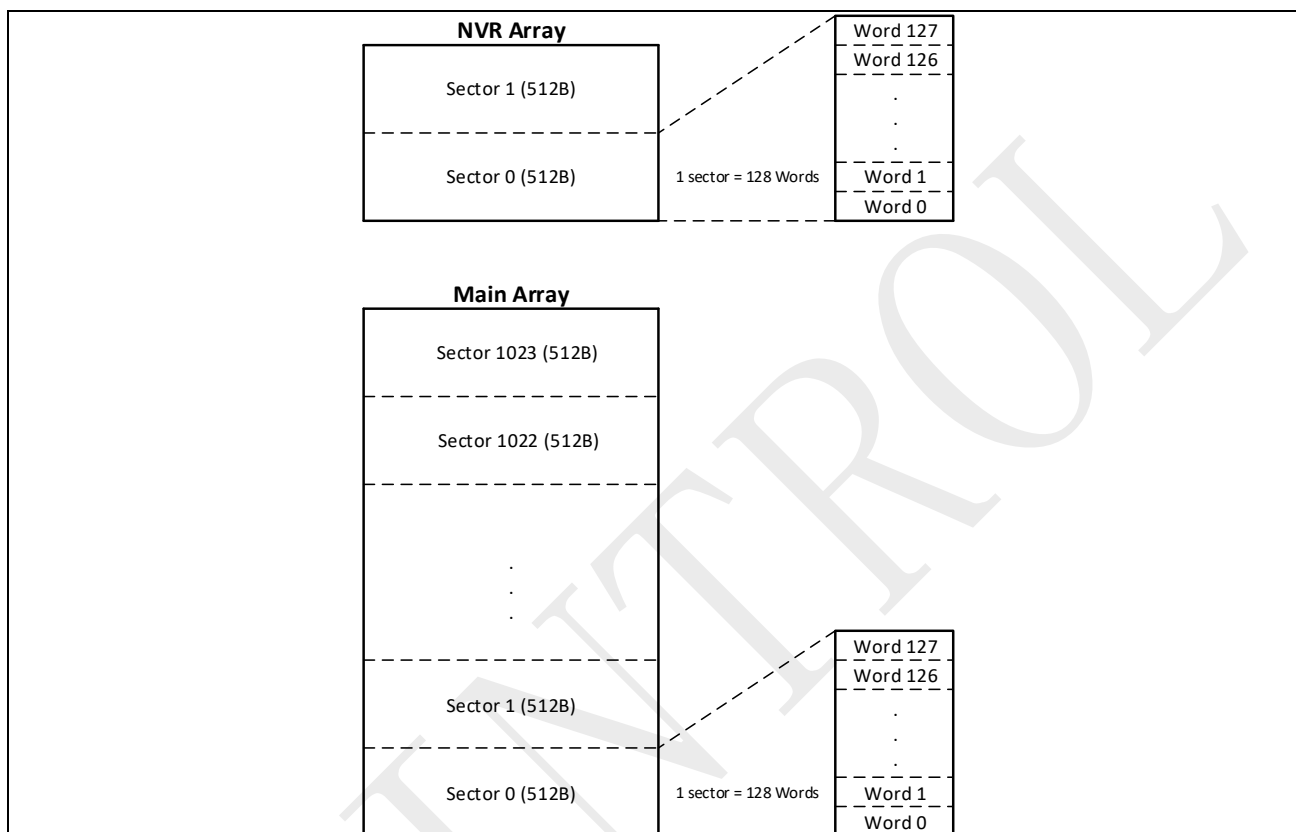 NVR Array
Sector 1 (512B)
Sector 0 (512B)
1 sector = 128 Words
Word 127
Word 126
.
.
.
Word 1
Word 0
Main Array
Sector 1023 (512B)
Sector 1022 (512B)
.
.
.
Sector 1 (512B)
Sector 0 (512B)
1 sector = 128 Words
Word 127
Word 126
.
.
.
Word 1
Word 0
NTROL